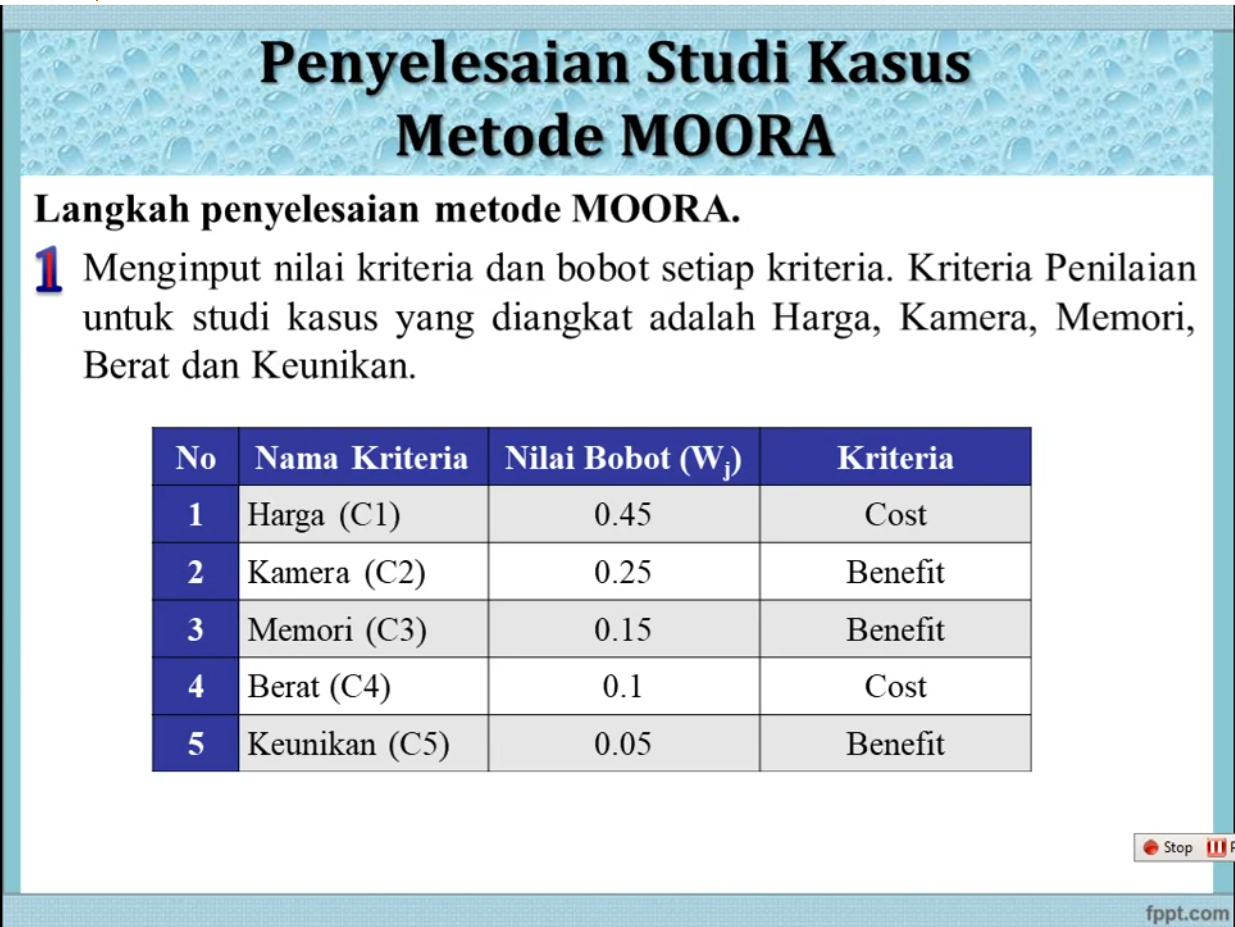 Penyelesaian Studi Kasus
Metode MOORA
Langkah penyelesaian metode MOORA.
1 Menginput nilai kriteria dan bobot setiap kriteria. Kriteria Penilaian
untuk studi kasus yang diangkat adalah Harga, Kamera, Memori,
Berat dan Keunikan.
No Nama Kriteria Nilai Bobot (Wj) Kriteria
1 Harga (C1) 0.45 Cost
2 Kamera (C2) 0.25 Benefit
3 Memori (C3) 0.15 Benefit
4 Berat (C4) 0.1 Cost
5 Keunikan (C5) 0.05 Benefit
Stop
fppt.com